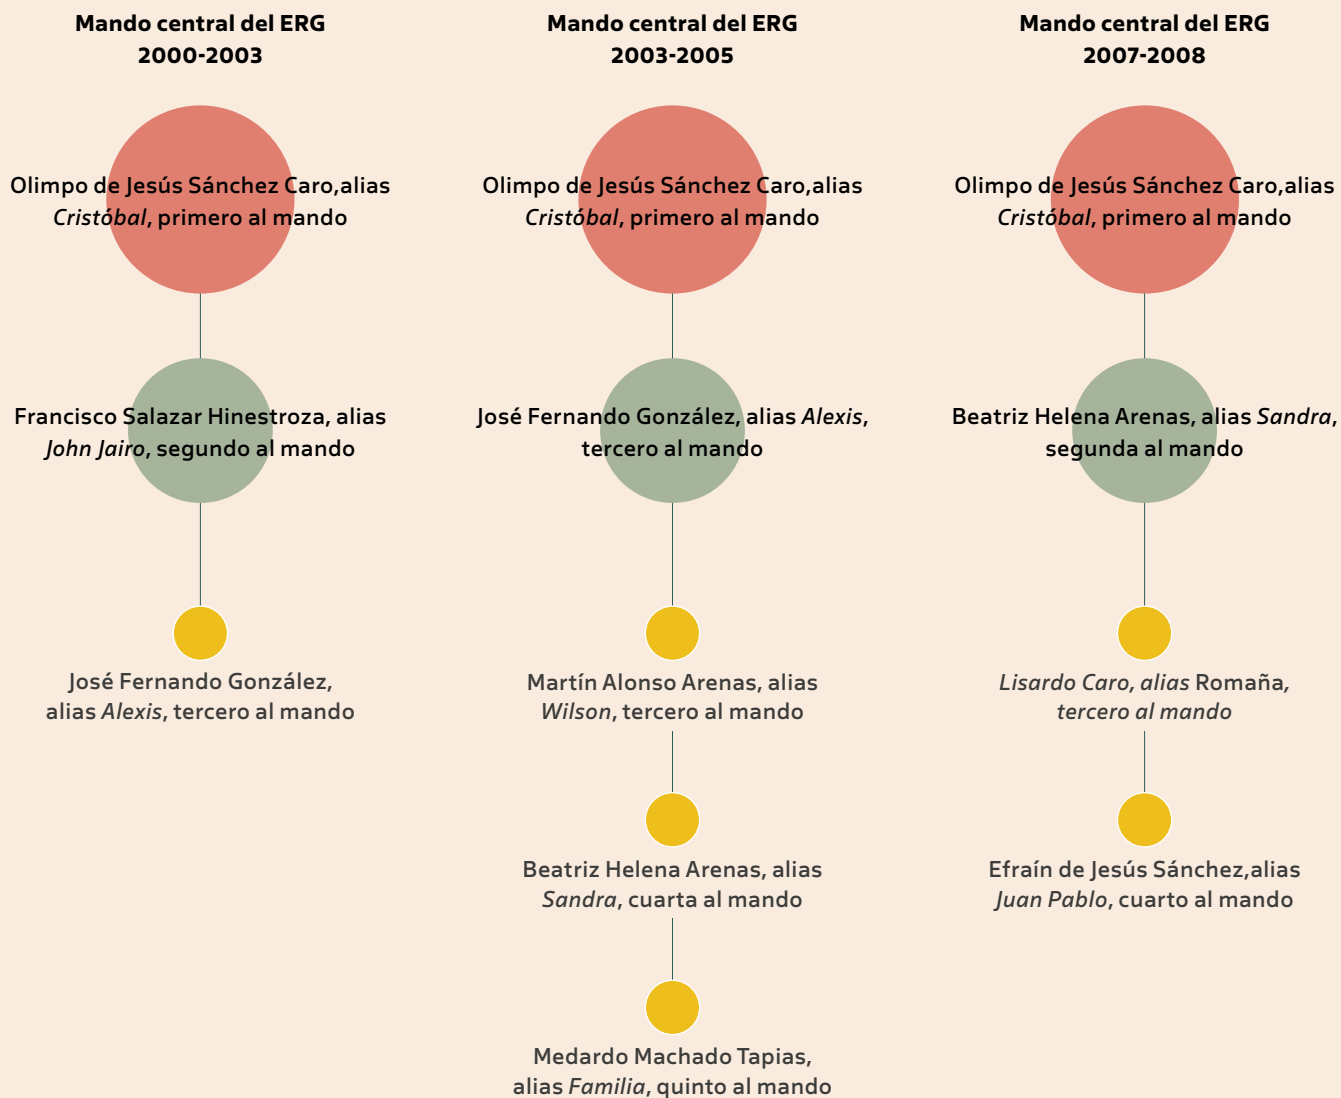 Mando central del ERG
2000-2003
Olimpo de Jesús Sánchez Caro,alias
Cristóbal, primero al mando
Francisco Salazar Hinestroza, alias
John Jairo, segundo al mando
José Fernando González,
alias Alexis, tercero al mando
Mando central del ERG
2003-2005
Olimpo de Jesús Sánchez Caro,alias
Cristóbal, primero al mando
José Fernando González, alias Alexis,
tercero al mando
Martín Alonso Arenas, alias
Wilson, tercero al mando
Beatriz Helena Arenas, alias
Sandra, cuarta al mando
Medardo Machado Tapias,
alias Familia, quinto al mando
Mando central del ERG
2007-2008
Olimpo de Jesús Sánchez Caro,alias
Cristóbal, primero al mando
Beatriz Helena Arenas, alias Sandra,
segunda al mando
Lisardo Caro, alias Romaña,
tercero al mando
Efraín de Jesús Sánchez,alias
Juan Pablo, cuarto al mando